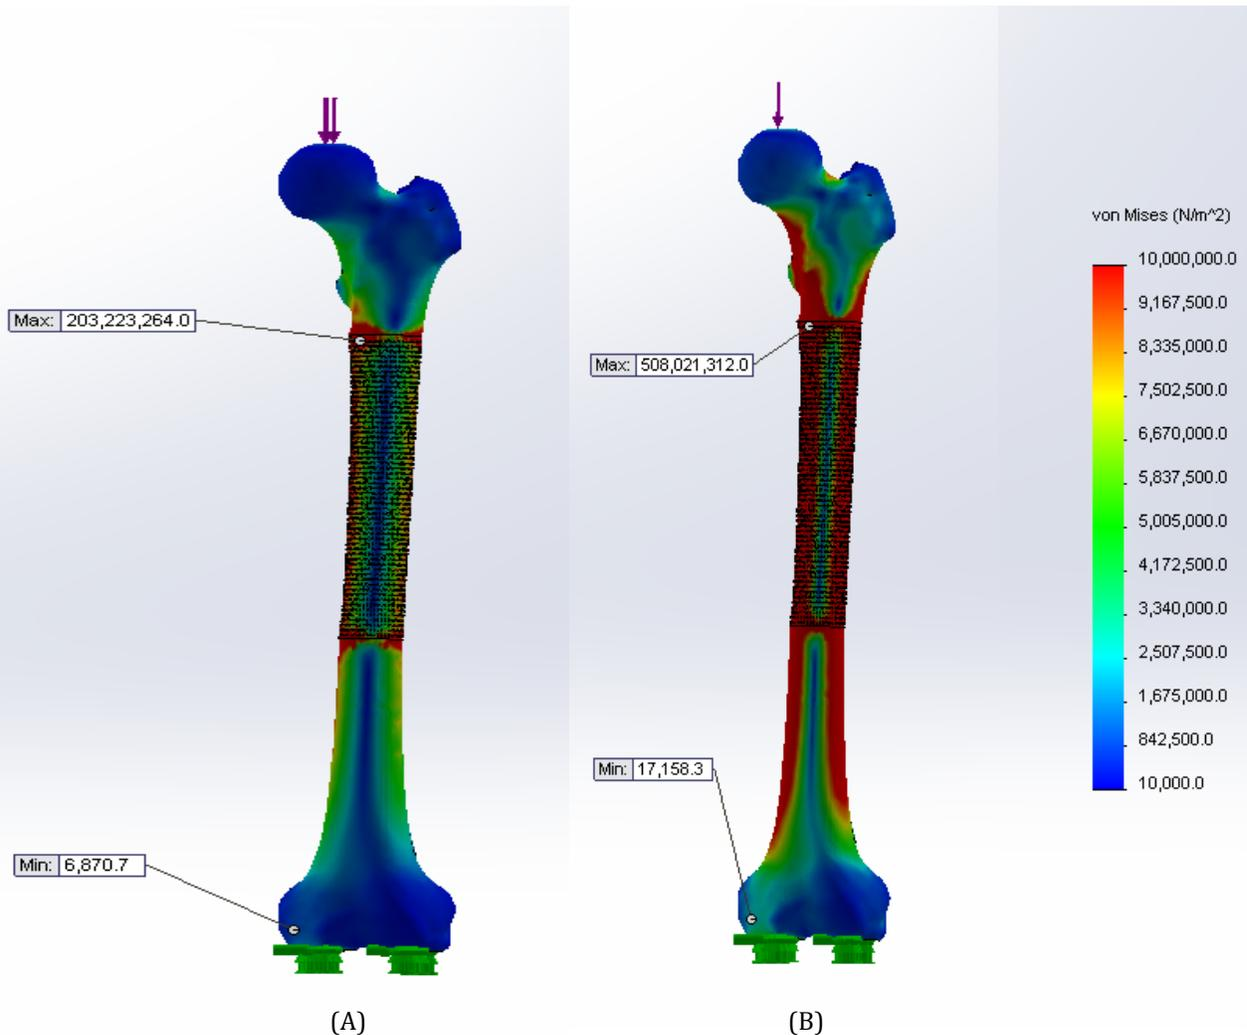 Max: 203,223,264.0
Min: 6,870.7
(A)
Max: 508,021,312.0
Min: 17,158.3
(B)
von Mises (N/m^2)
10,000,000.0
9,167,500.0
8,335,000.0
7,502,500.0
6,670,000.0
5,837,500.0
5,005,000.0
4,172,500.0
3,340,000.0
2,507,500.0
1,675,000.0
842,500.0
10,000.0